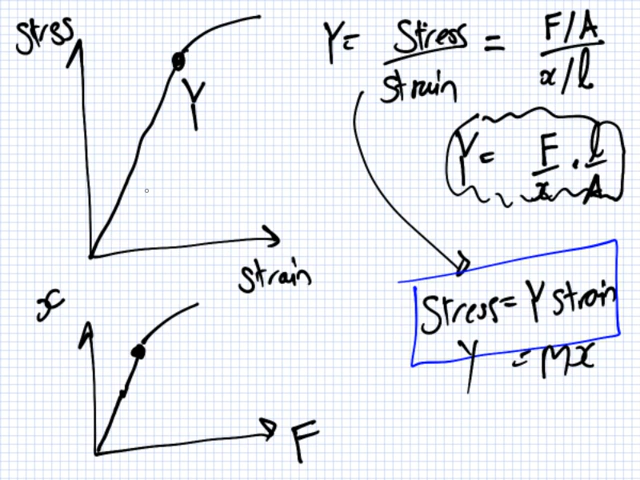 Stress
Y
Strain
x
F
Y = Stress / Strain = F/A / x/l
Y = F/x . l/A
Stress = Y strain
Y = mx